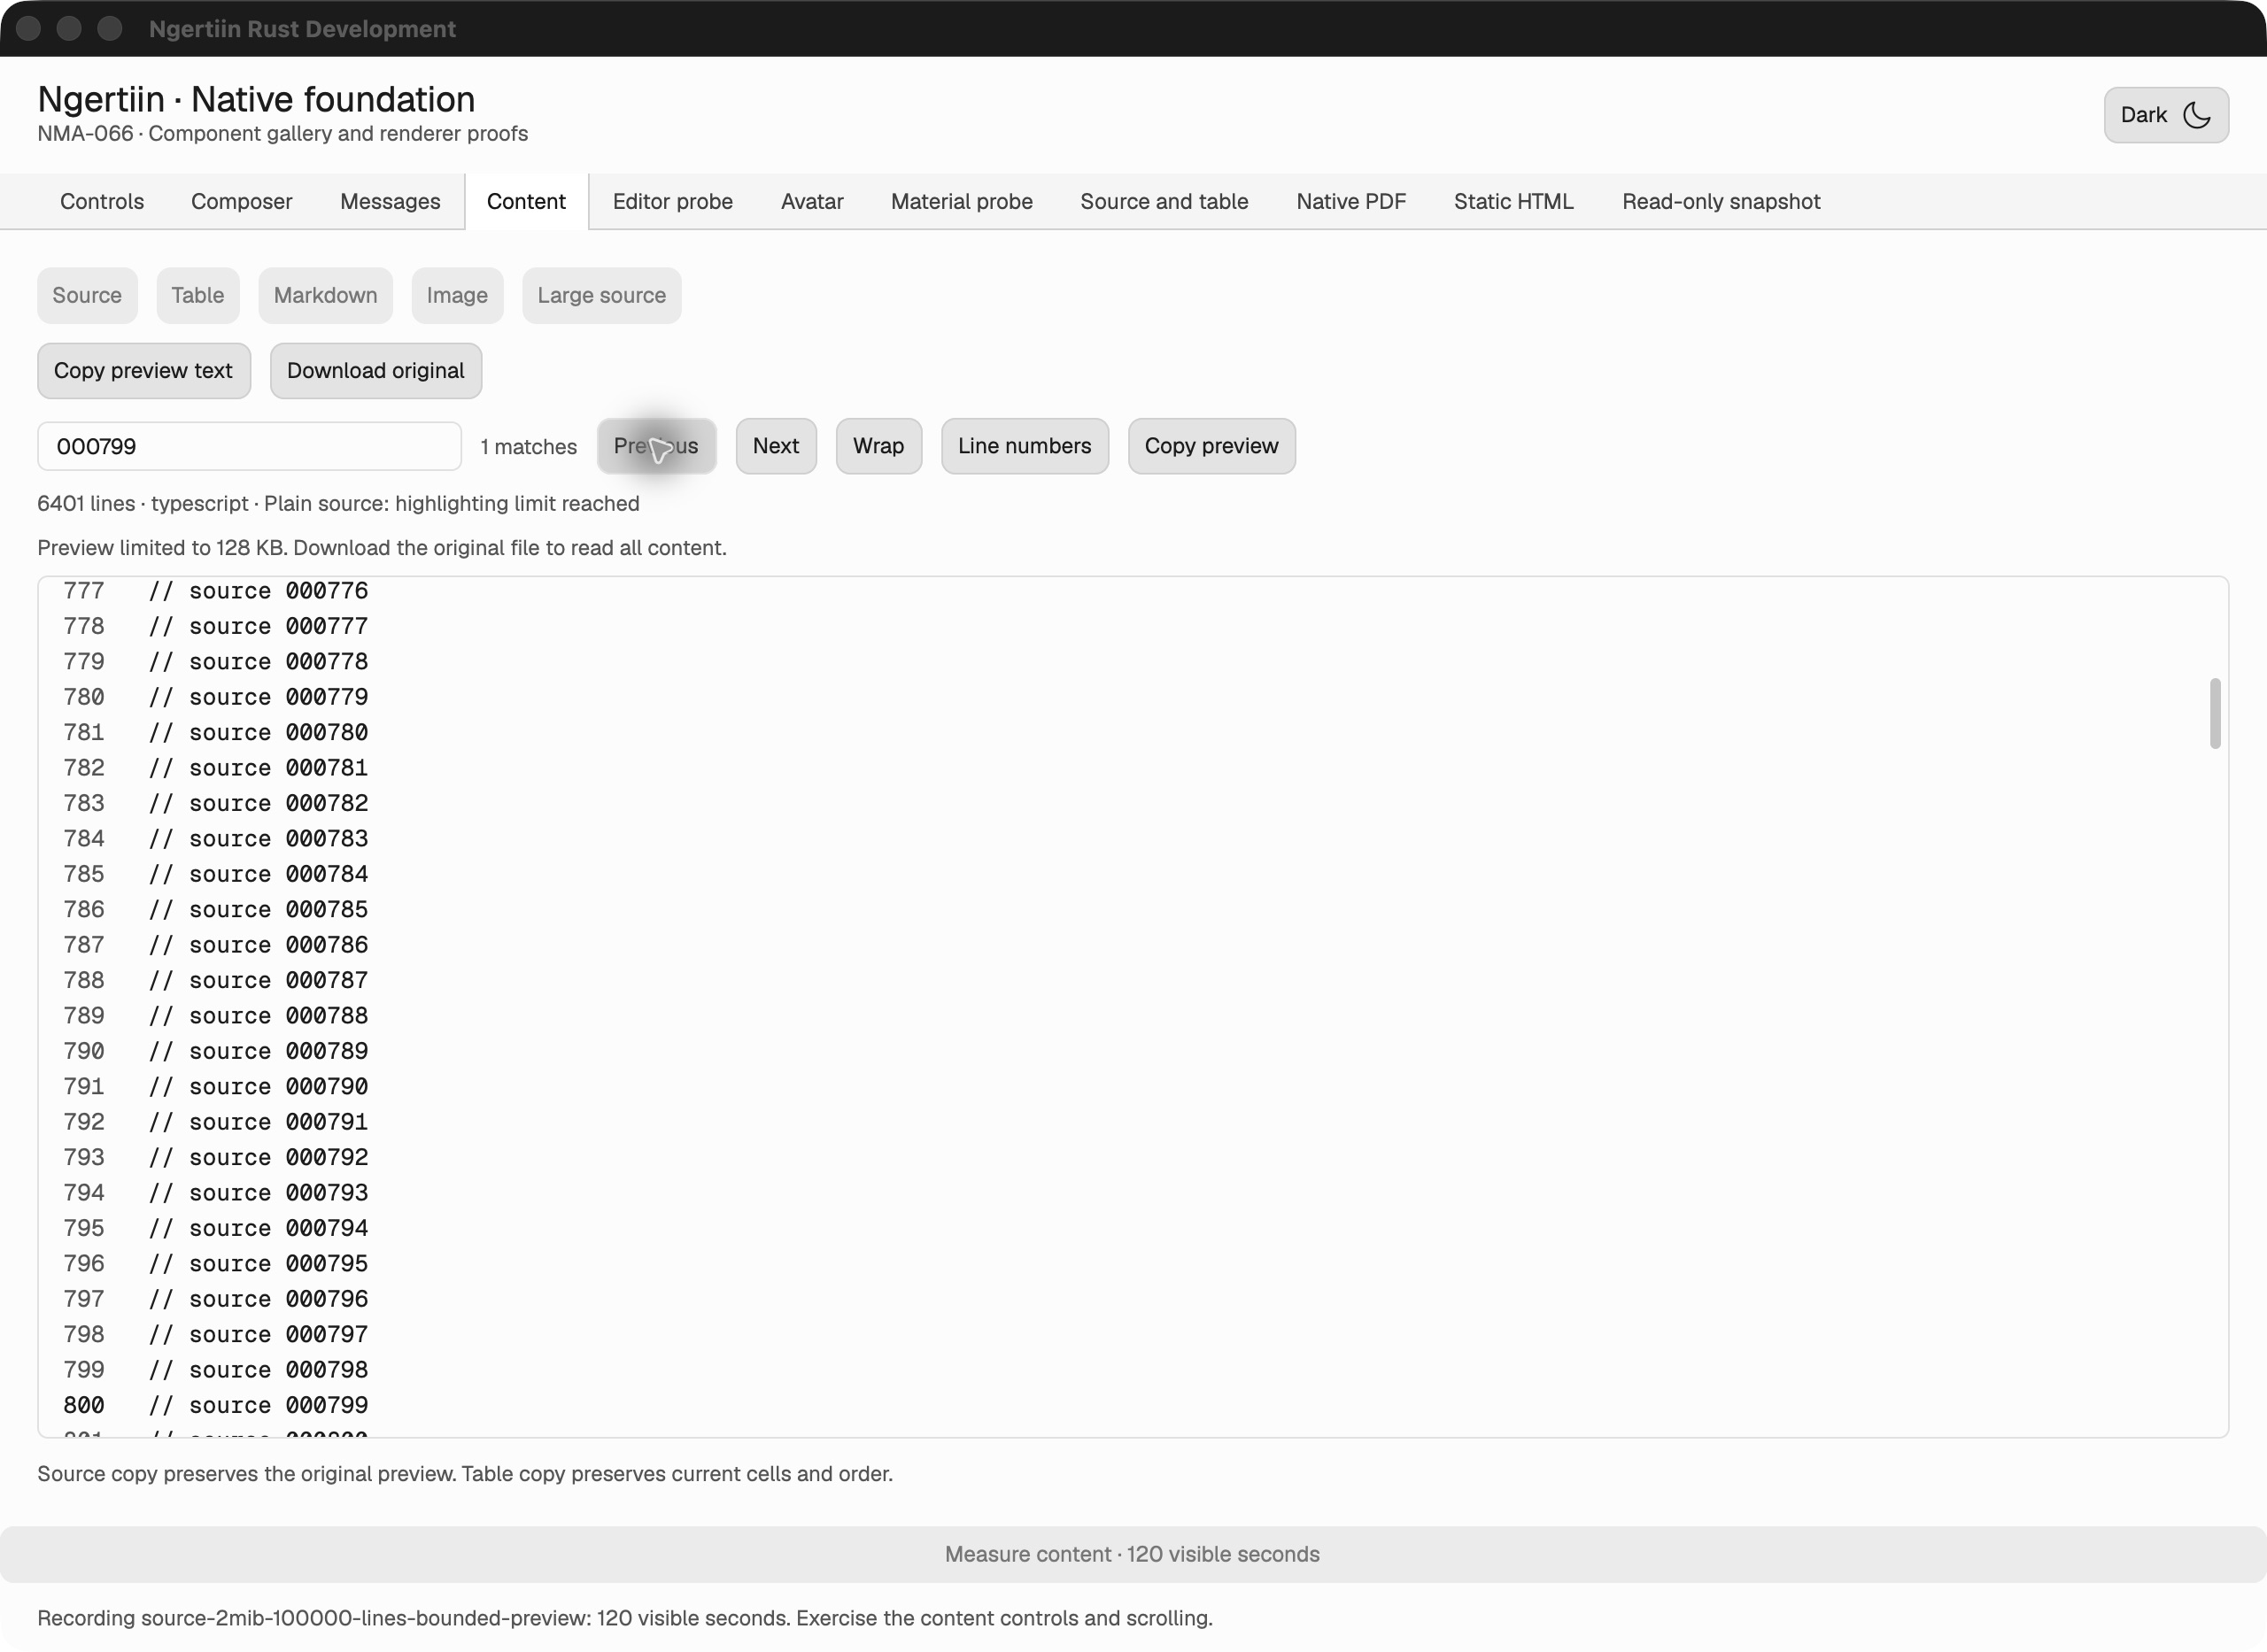 Ngertiin Rust Development
Ngertiin · Native foundation
NMA-066 · Component gallery and renderer proofs
Dark
Controls Composer Messages Content Editor probe Avatar Material probe Source and table Native PDF Static HTML Read-only snapshot
Source Table Markdown Image Large source
Copy preview text Download original
000799 1 matches Previous Next Wrap Line numbers Copy preview
6401 lines · typescript · Plain source: highlighting limit reached
Preview limited to 128 KB. Download the original file to read all content.
777 // source 000776
778 // source 000777
779 // source 000778
780 // source 000779
781 // source 000780
782 // source 000781
783 // source 000782
784 // source 000783
785 // source 000784
786 // source 000785
787 // source 000786
788 // source 000787
789 // source 000788
790 // source 000789
791 // source 000790
792 // source 000791
793 // source 000792
794 // source 000793
795 // source 000794
796 // source 000795
797 // source 000796
798 // source 000797
799 // source 000798
800 // source 000799
801 // source 000800
Source copy preserves the original preview. Table copy preserves current cells and order.
Measure content · 120 visible seconds
Recording source-2mib-100000-lines-bounded-preview: 120 visible seconds. Exercise the content controls and scrolling.